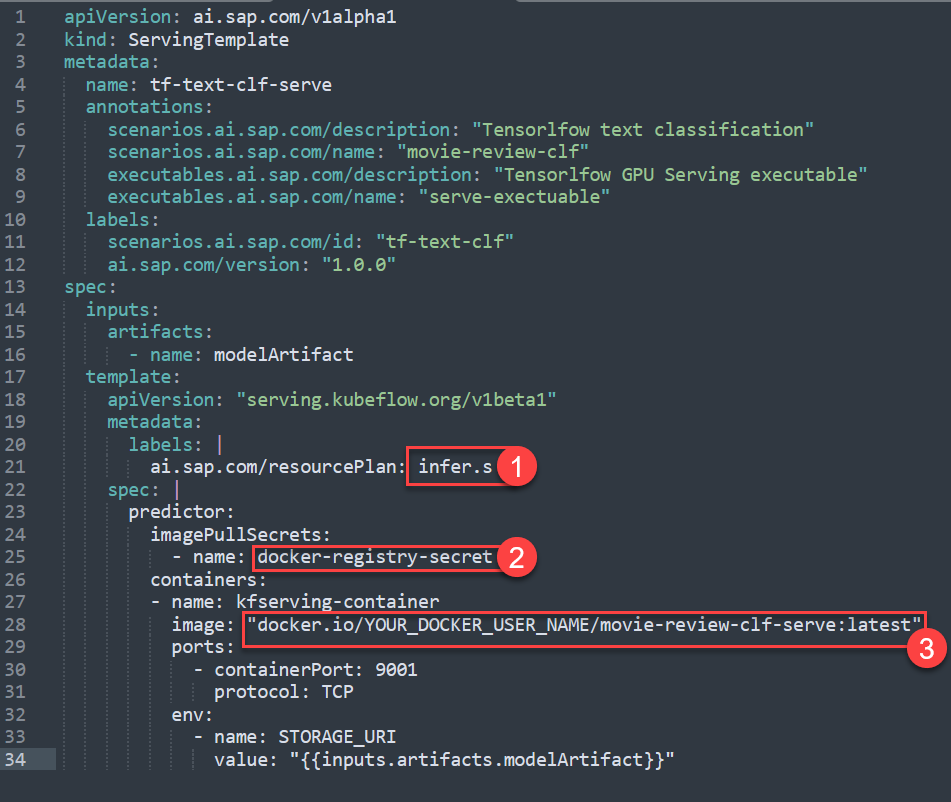 1 apiVersion: ai.sap.com/v1alpha1
2 kind: ServingTemplate
3 metadata:
4   name: tf-text-clf-serve
5   annotations:
6     scenarios.ai.sap.com/description: "Tensorlfow text classification"
7     scenarios.ai.sap.com/name: "movie-review-clf"
8     executables.ai.sap.com/description: "Tensorlfow GPU Serving executable"
9     executables.ai.sap.com/name: "serve-exectuable"
10   labels:
11     scenarios.ai.sap.com/id: "tf-text-clf"
12     ai.sap.com/version: "1.0.0"
13 spec:
14   inputs:
15     artifacts:
16       - name: modelArtifact
17   template:
18     apiVersion: "serving.kubeflow.org/v1beta1"
19     metadata:
20       labels: |
21         ai.sap.com/resourcePlan: infer.s 1
22     spec: |
23       predictor:
24         imagePullSecrets:
25           - name: docker-registry-secret 2
26         containers:
27         - name: kfserving-container
28           image: "docker.io/YOUR_DOCKER_USER_NAME/movie-review-clf-serve:latest" 3
29           ports:
30             - containerPort: 9001
31               protocol: TCP
32           env:
33             - name: STORAGE_URI
34               value: "{{inputs.artifacts.modelArtifact}}"